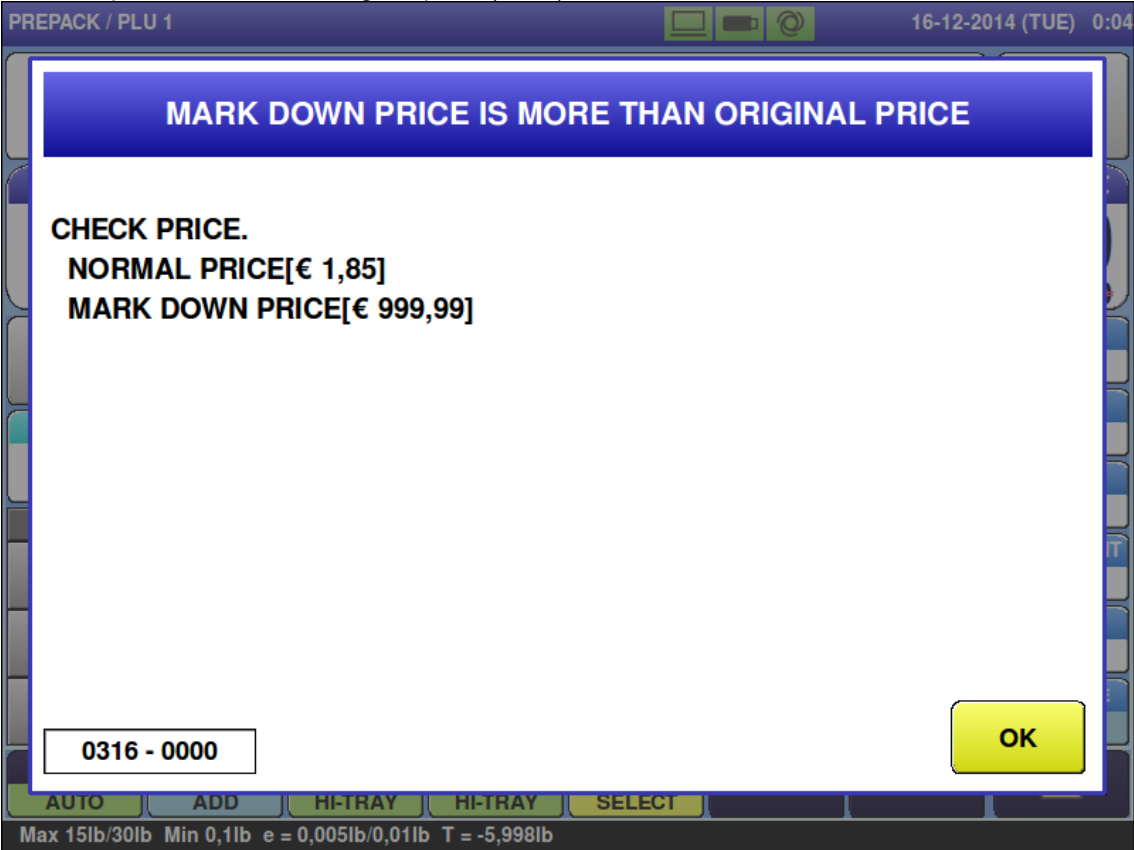 PREPACK / PLU 1 16-12-2014 (TUE) 0:04
MARK DOWN PRICE IS MORE THAN ORIGINAL PRICE
CHECK PRICE.
NORMAL PRICE[€ 1,85]
MARK DOWN PRICE[€ 999,99]
0316 - 0000
OK
AUTO ADD HI-TRAY HI-TRAY SELECT
Max 15lb/30lb Min 0,1lb e = 0,005lb/0,01lb T = -5,998lb